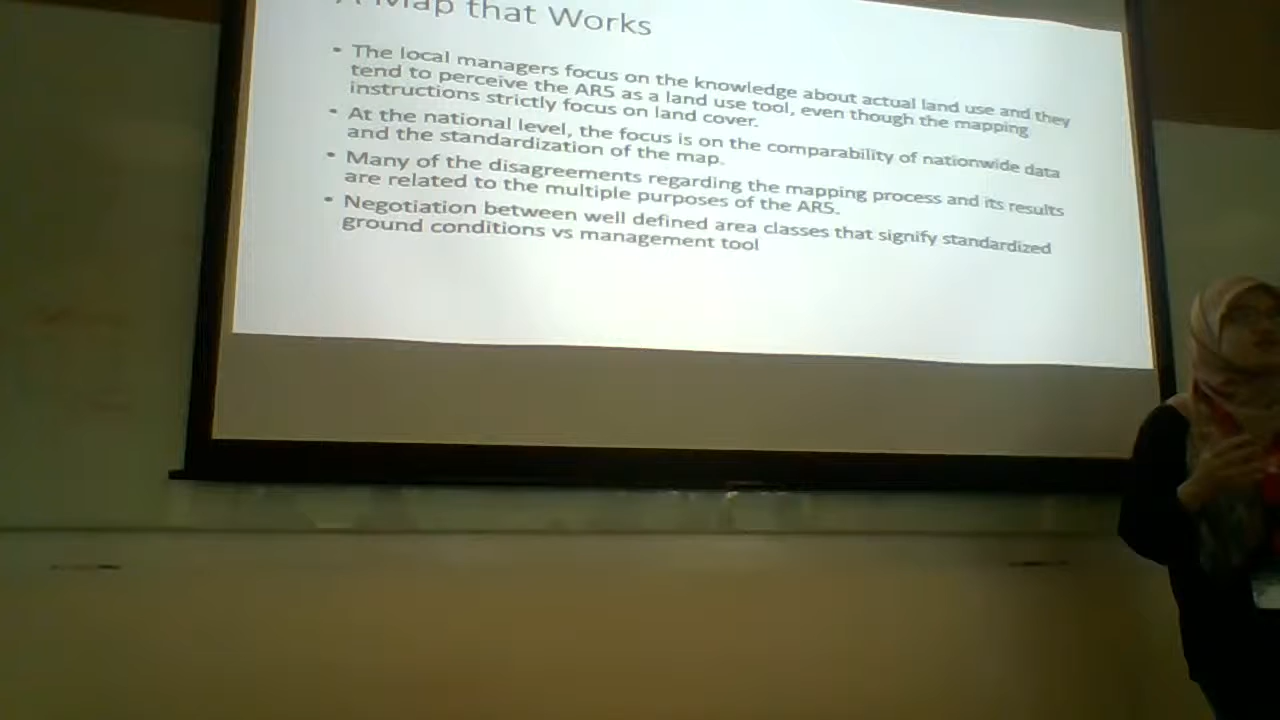 A Map that Works
• The local managers focus on the knowledge about actual land use and they
tend to perceive the AR5 as a land use tool, even though the mapping
instructions strictly focus on land cover.
• At the national level, the focus is on the comparability of nationwide data
and the standardization of the map.
• Many of the disagreements regarding the mapping process and its results
are related to the multiple purposes of the AR5.
• Negotiation between well defined area classes that signify standardized
ground conditions vs management tool